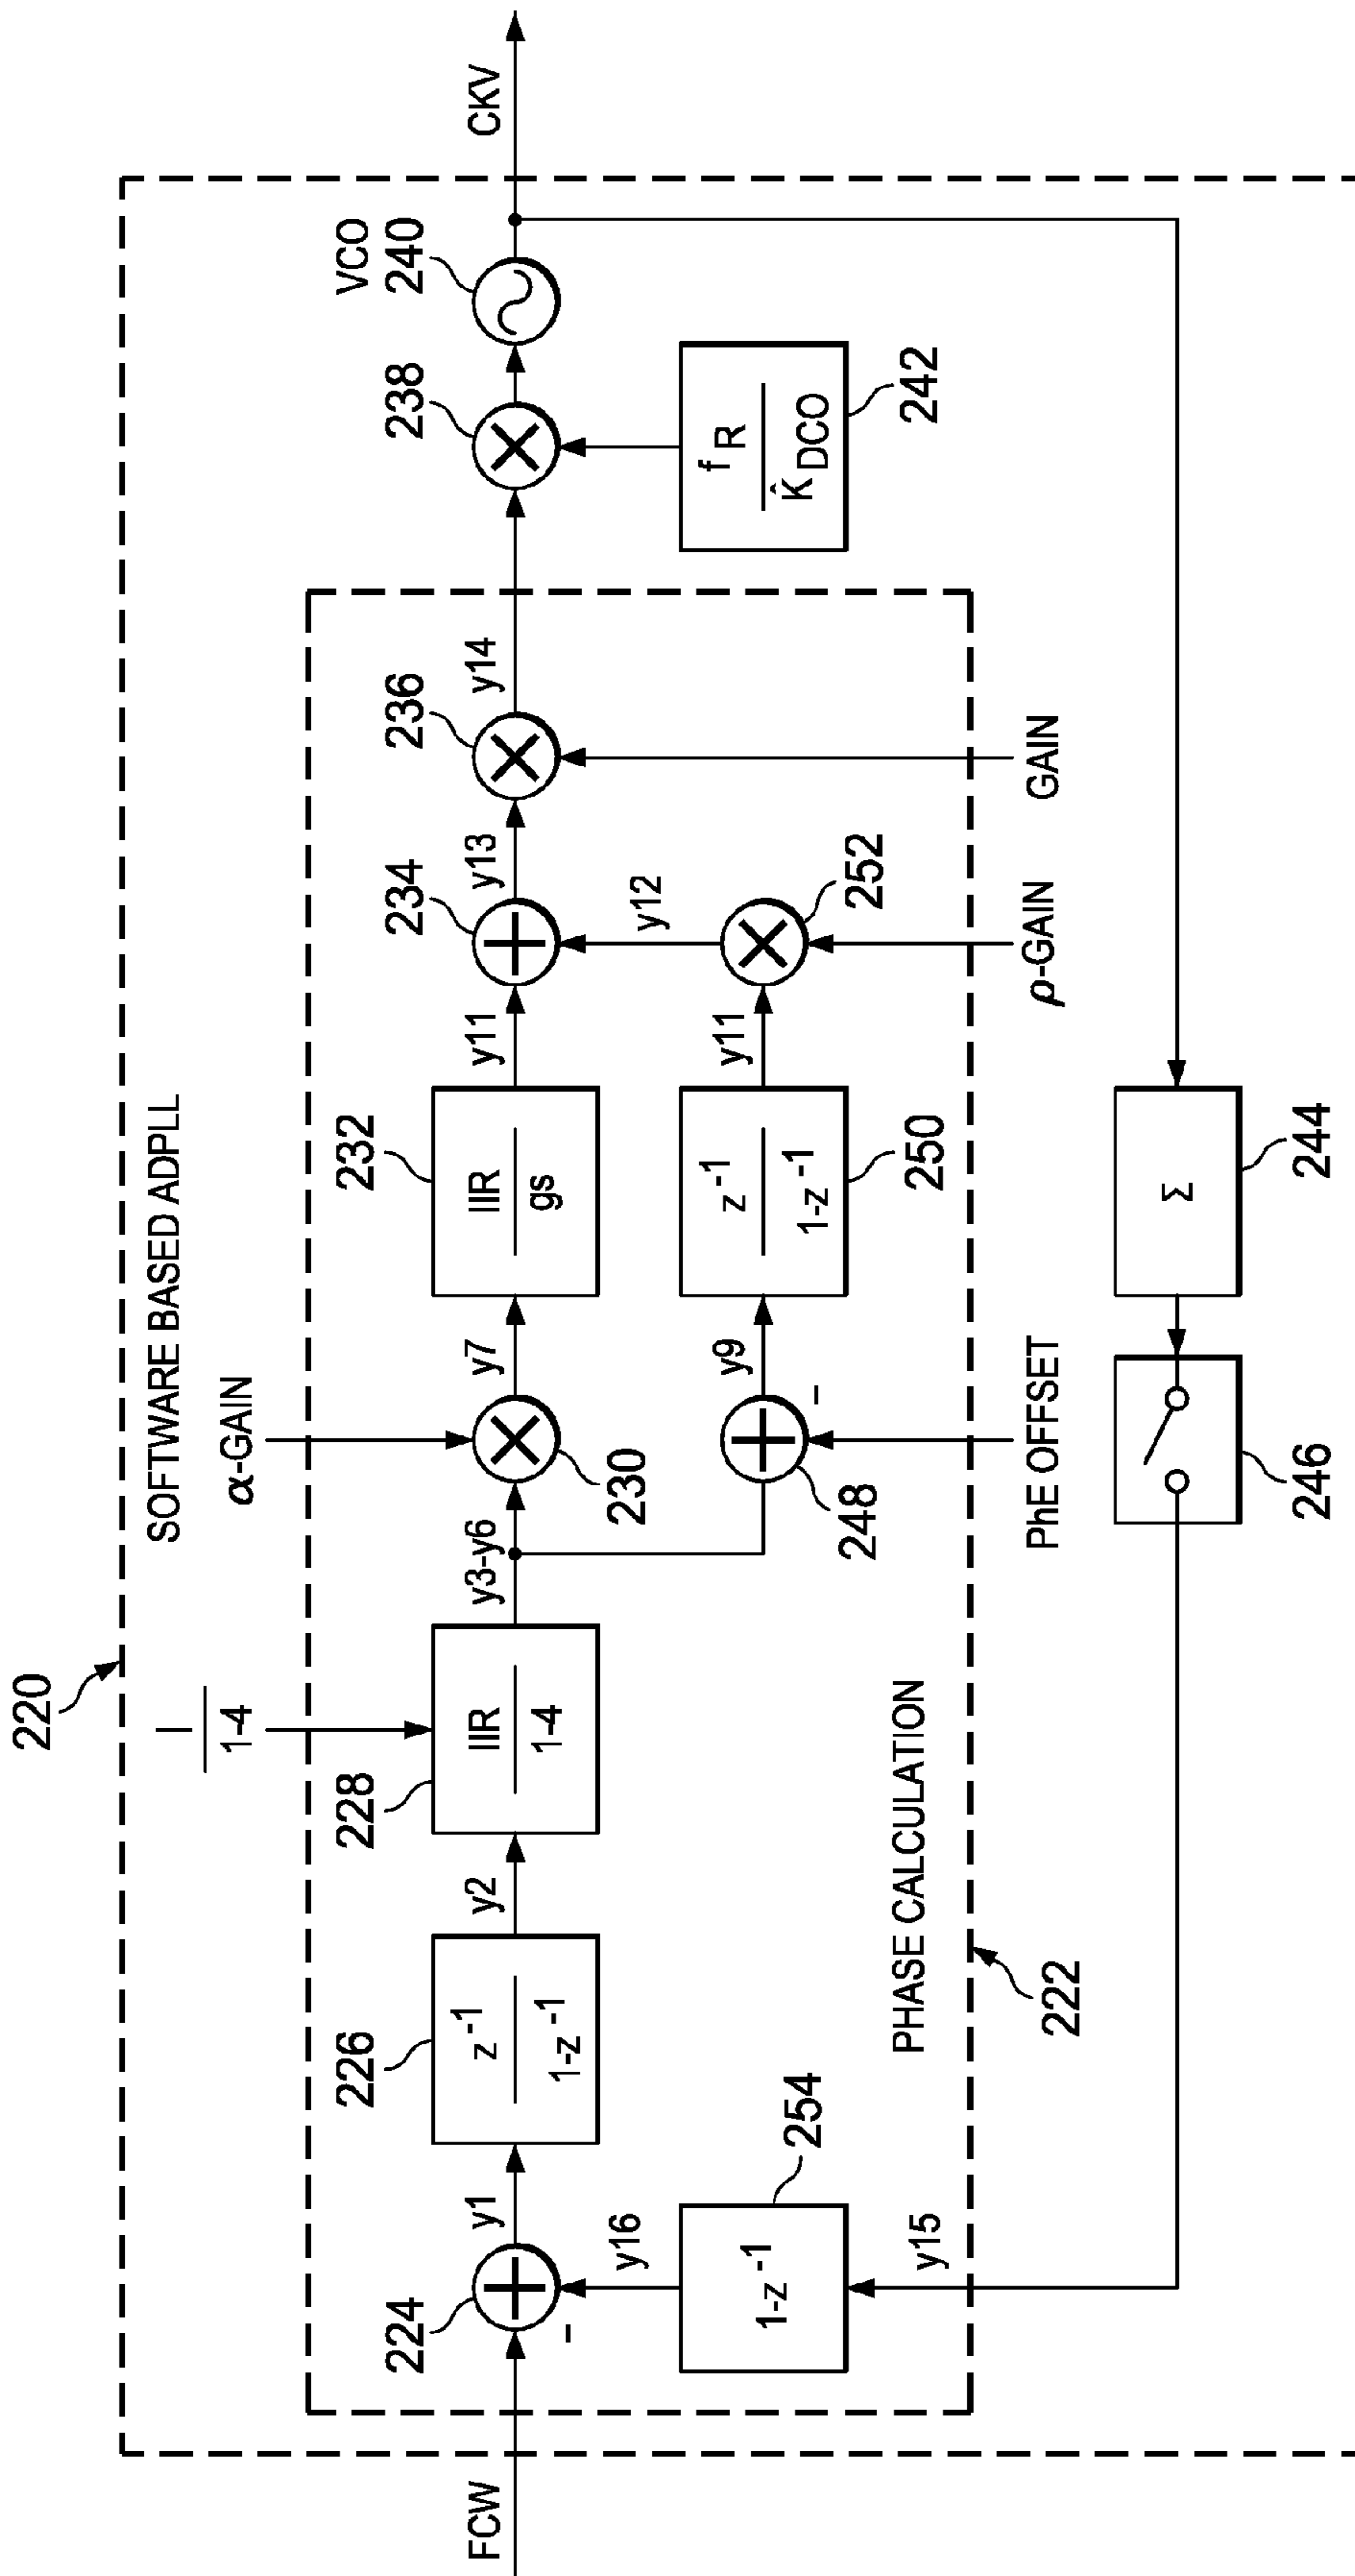 220
SOFTWARE BASED ADPLL
I
1-4
α-GAIN
FCW
224
-
y1
226
z-1
1-z-1
y2
228
IIR
1-4
y3-y6
230
y7
232
IIR
gs
y11
234
y13
236
y14
238
VCO
240
CKV
f R
K̂ DCO
242
248
-
y9
z-1
1-z-1
250
y11
252
y12
y16
1-z-1
254
y15
PHASE CALCULATION
222
PhE OFFSET
ρ-GAIN
GAIN
246
Σ
244